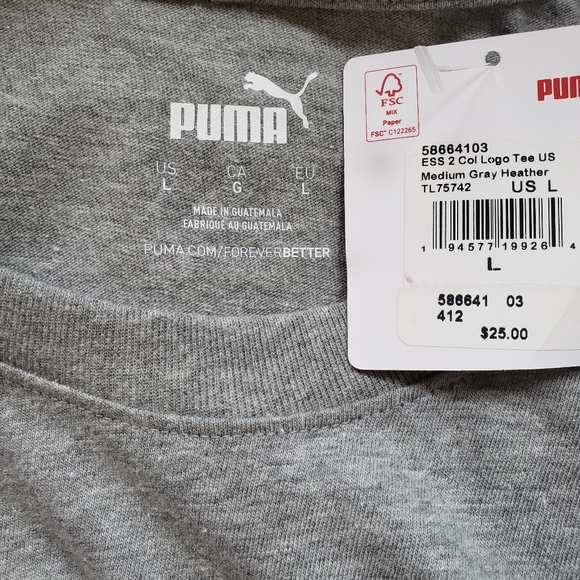 PUMA
US CA EU
L G L
MADE IN GUATEMALA
FABRIQUÉ AU GUATEMALA
PUMA.COM/FOREVERBETTER
FSC
MIX
Paper
FSC® C122265
PUM
58664103
ESS 2 Col Logo Tee US
Medium Gray Heather
TL75742 US L
1 94577 19926 4
L
586641 03
412
$25.00